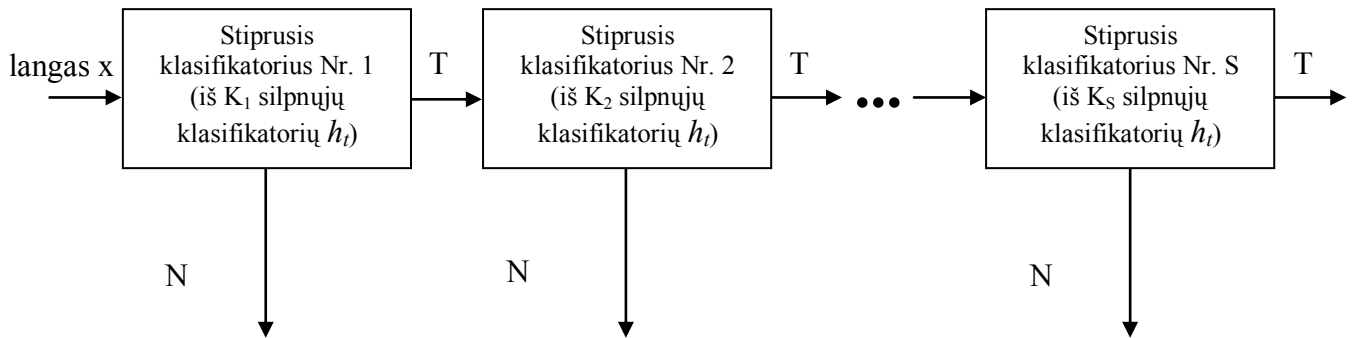 langas x
Stiprusis
klasifikatorius Nr. 1
(iš K₁ silpnųjų
klasifikatorių hₜ)
T
Stiprusis
klasifikatorius Nr. 2
(iš K₂ silpnųjų
klasifikatorių hₜ)
T
•••
Stiprusis
klasifikatorius Nr. S
(iš K_S silpnųjų
klasifikatorių hₜ)
T
N
N
N